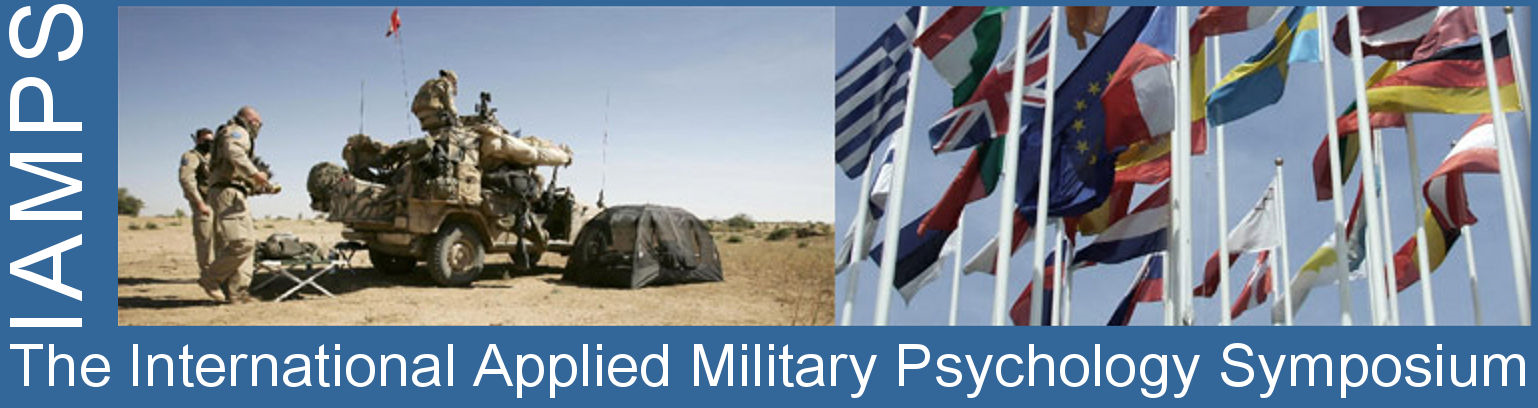 IAMPS
The International Applied Military Psychology Symposium